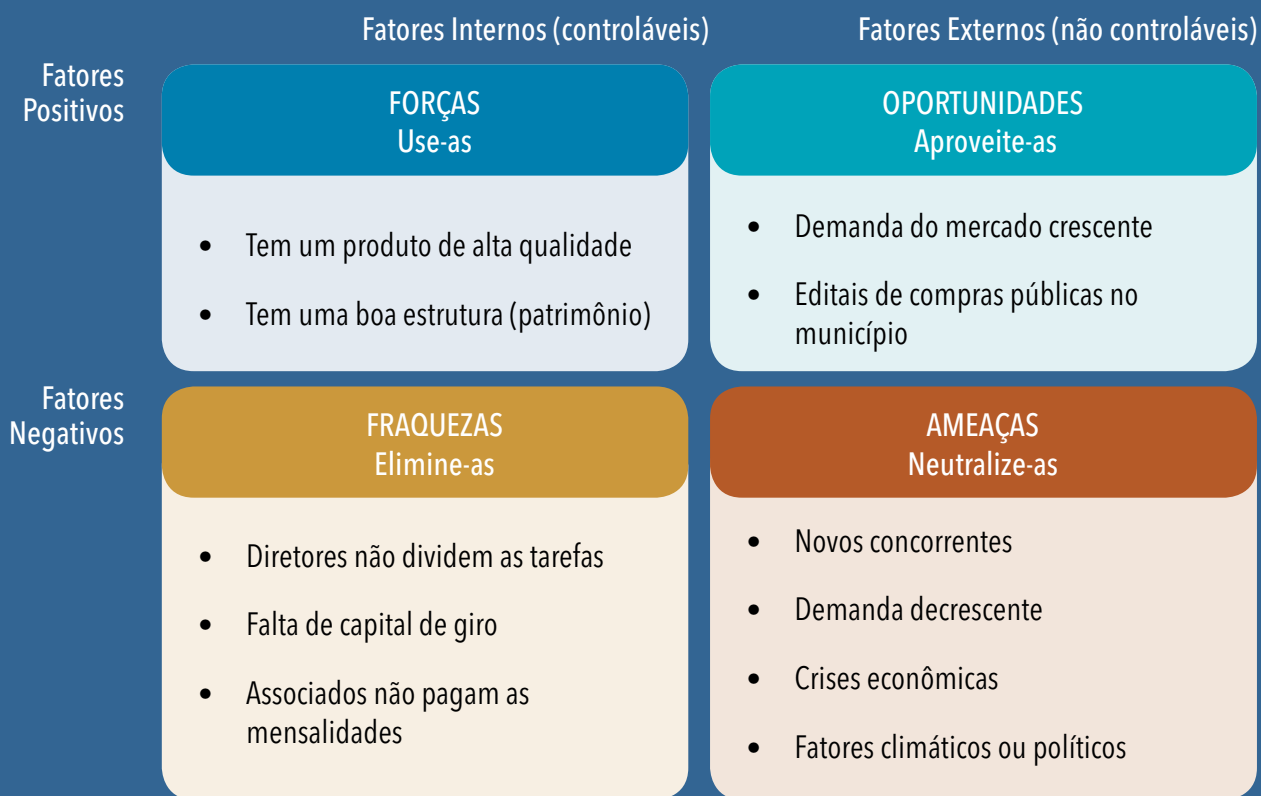 Fatores Internos (controláveis)
Fatores Externos (não controláveis)
Fatores
Positivos
FORÇAS
Use-as
• Tem um produto de alta qualidade
• Tem uma boa estrutura (patrimônio)
OPORTUNIDADES
Aproveite-as
• Demanda do mercado crescente
• Editais de compras públicas no
município
Fatores
Negativos
FRAQUEZAS
Elimine-as
• Diretores não dividem as tarefas
• Falta de capital de giro
• Associados não pagam as
mensalidades
AMEAÇAS
Neutralize-as
• Novos concorrentes
• Demanda decrescente
• Crises econômicas
• Fatores climáticos ou políticos